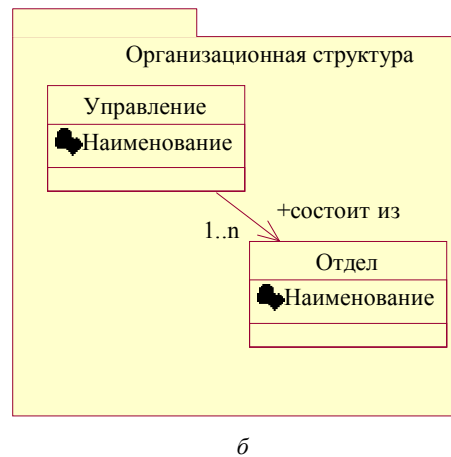 Организационная структура
Управление
Наименование
+состоит из
1..n
Отдел
Наименование
б